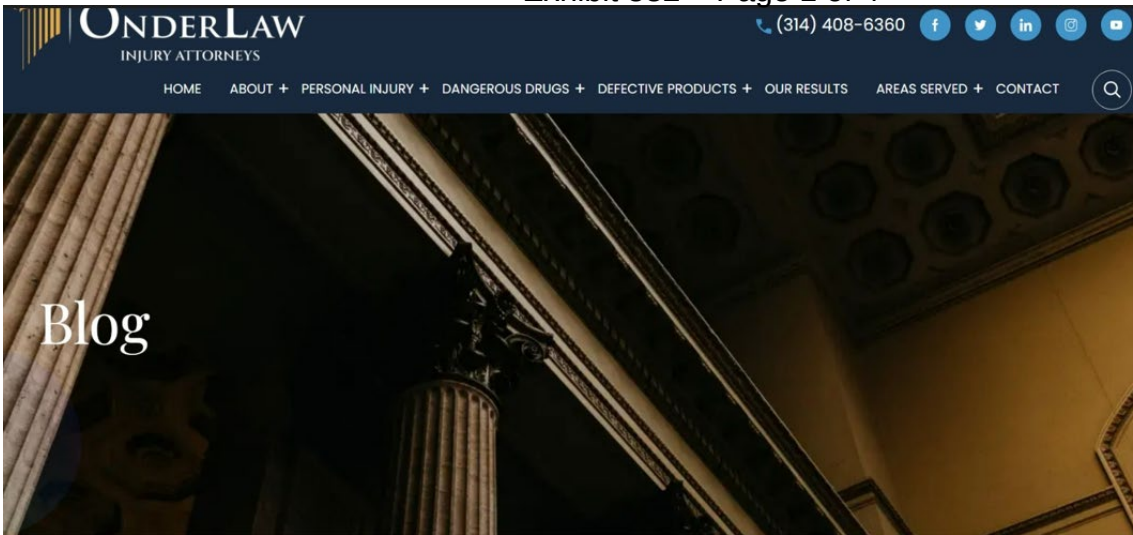 ONDERLAW
INJURY ATTORNEYS
(314) 408-6360
HOME ABOUT + PERSONAL INJURY + DANGEROUS DRUGS + DEFECTIVE PRODUCTS + OUR RESULTS AREAS SERVED + CONTACT
Blog